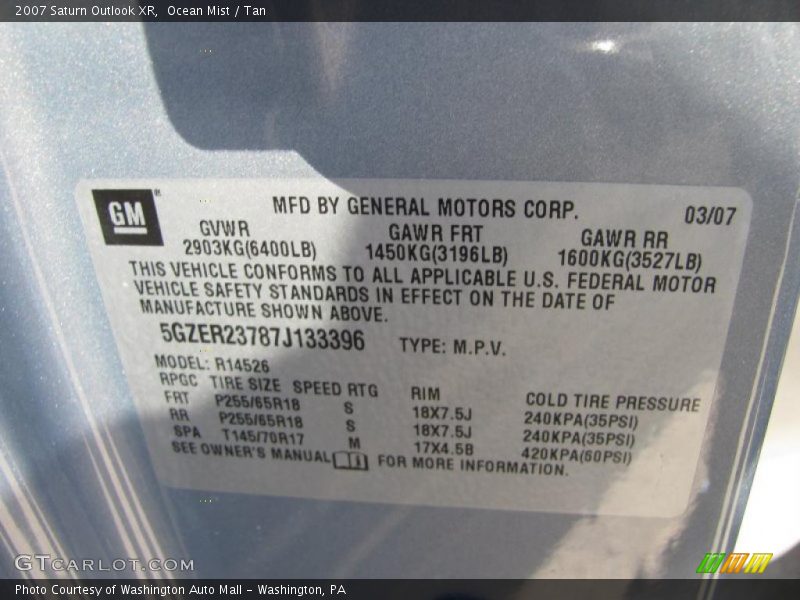 2007 Saturn Outlook XR, Ocean Mist / Tan
GM
MFD BY GENERAL MOTORS CORP. 03/07
GVWR GAWR FRT GAWR RR
2903KG(6400LB) 1450KG(3196LB) 1600KG(3527LB)
THIS VEHICLE CONFORMS TO ALL APPLICABLE U.S. FEDERAL MOTOR
VEHICLE SAFETY STANDARDS IN EFFECT ON THE DATE OF
MANUFACTURE SHOWN ABOVE.
5GZER23787J133396 TYPE: M.P.V.
MODEL: R14526
RPGC TIRE SIZE SPEED RTG RIM COLD TIRE PRESSURE
FRT P255/65R18 S 18X7.5J 240KPA(35PSI)
RR P255/65R18 S 18X7.5J 240KPA(35PSI)
SPA T145/70R17 M 17X4.5B 420KPA(60PSI)
SEE OWNER'S MANUAL FOR MORE INFORMATION.
GTCARLOT.COM
Photo Courtesy of Washington Auto Mall - Washington, PA